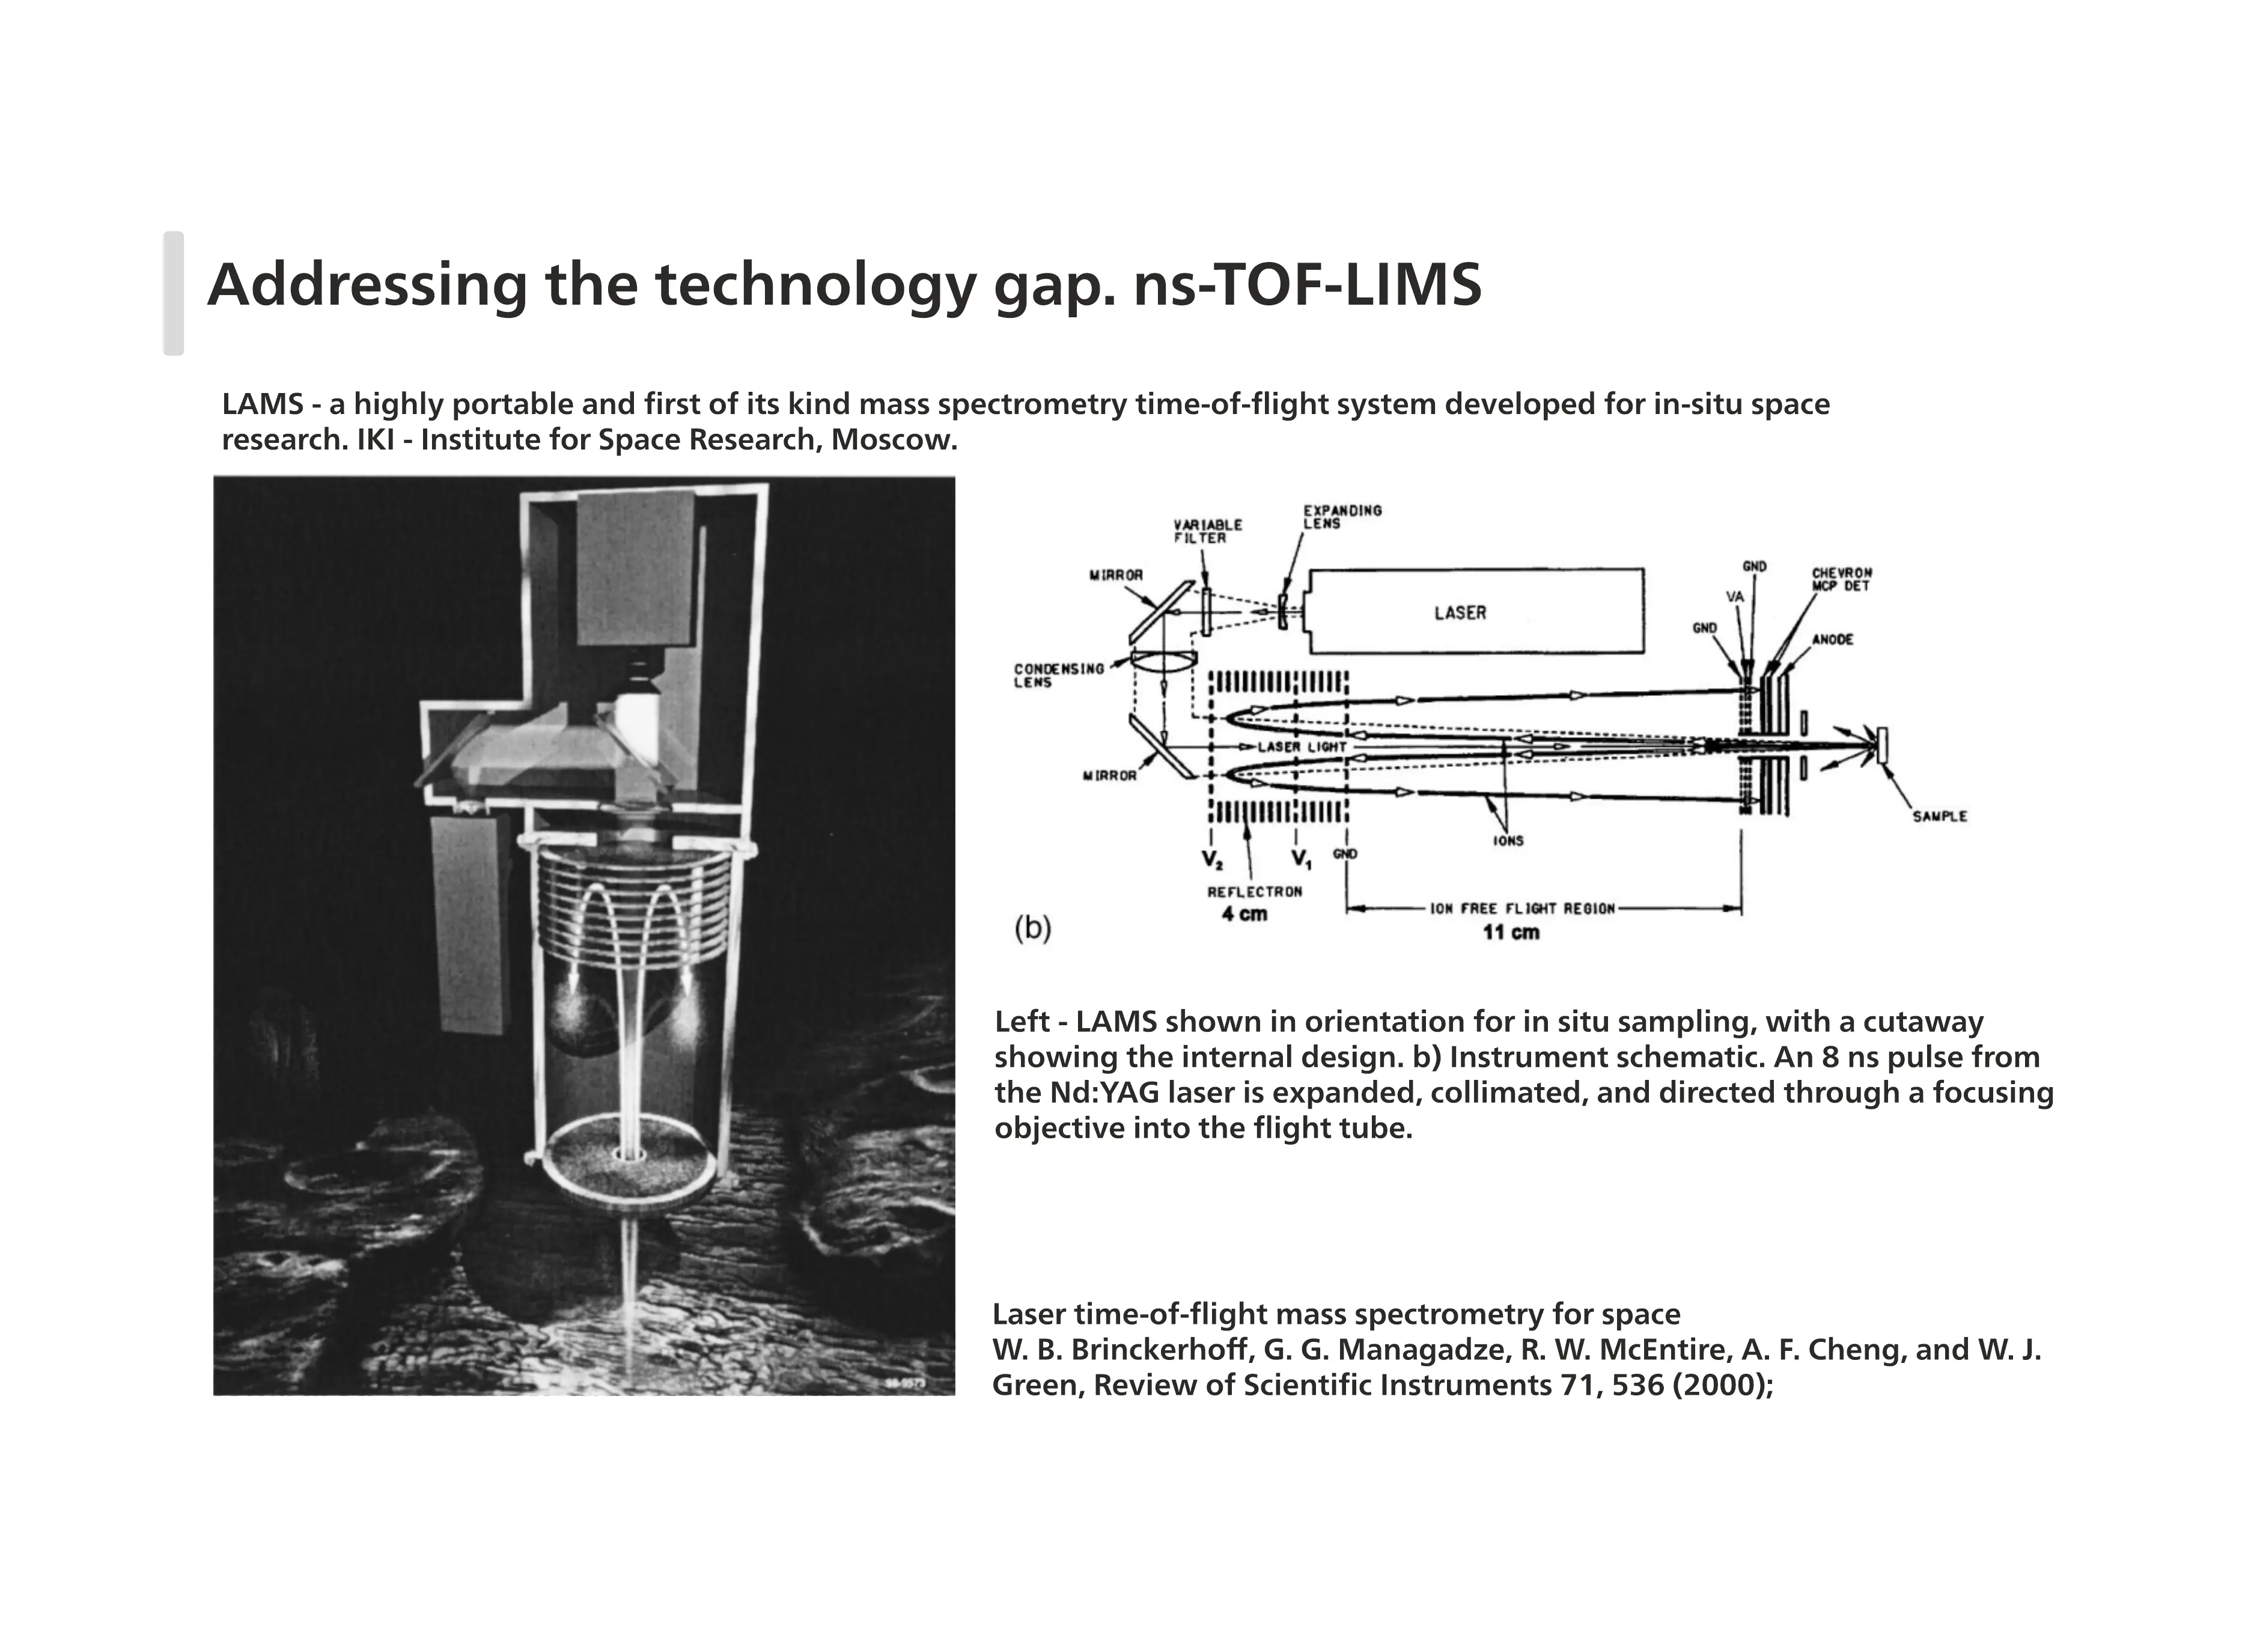 Addressing the technology gap. ns-TOF-LIMS
LAMS - a highly portable and first of its kind mass spectrometry time-of-flight system developed for in-situ space
research. IKI - Institute for Space Research, Moscow.
EXPANDING
LENS
VARIABLE
FILTER
MIRROR
LASER
GND
CHEVRON
MCP DET
VA
GND
ANODE
CONDENSING
LENS
LASER LIGHT
MIRROR
SAMPLE
IONS
V2
V1
GND
REFLECTRON
4 cm
ION FREE FLIGHT REGION
11 cm
(b)
Left - LAMS shown in orientation for in situ sampling, with a cutaway
showing the internal design. b) Instrument schematic. An 8 ns pulse from
the Nd:YAG laser is expanded, collimated, and directed through a focusing
objective into the flight tube.
Laser time-of-flight mass spectrometry for space
W. B. Brinckerhoff, G. G. Managadze, R. W. McEntire, A. F. Cheng, and W. J.
Green, Review of Scientific Instruments 71, 536 (2000);